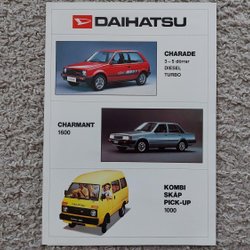 DAIHATSU
CHARADE
3 – 5 dörrar
DIESEL
TURBO
CHARMANT
1600
KOMBI
SKÅP
PICK-UP
1000